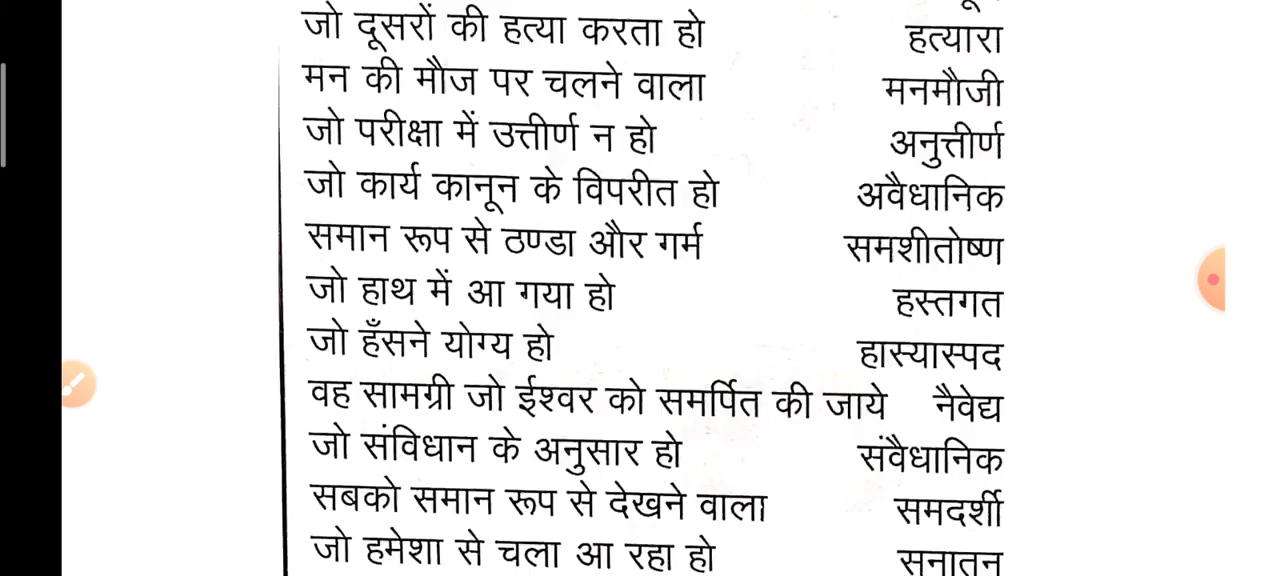 जो दूसरों की हत्या करता हो हत्यारा
मन की मौज पर चलने वाला मनमौजी
जो परीक्षा में उत्तीर्ण न हो अनुत्तीर्ण
जो कार्य कानून के विपरीत हो अवैधानिक
समान रूप से ठण्डा और गर्म समशीतोष्ण
जो हाथ में आ गया हो हस्तगत
जो हँसने योग्य हो हास्यास्पद
वह सामग्री जो ईश्वर को समर्पित की जाये नैवेद्य
जो संविधान के अनुसार हो संवैधानिक
सबको समान रूप से देखने वाला समदर्शी
जो हमेशा से चला आ रहा हो सनातन